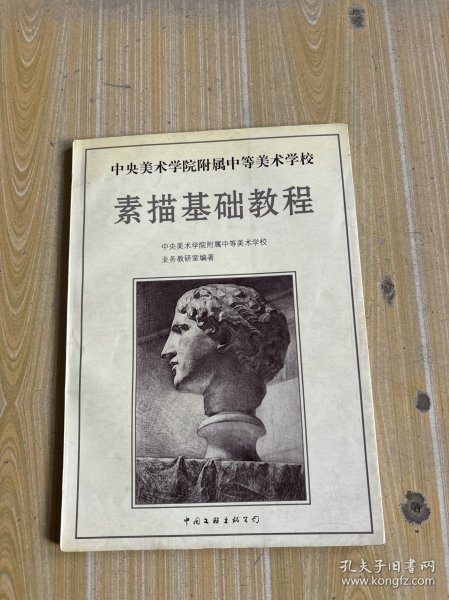 中央美术学院附属中等美术学校
素描基础教程
中央美术学院附属中等美术学校
业务教研室编著
中国文联出版公司
孔夫子旧书网
www.kongfz.com